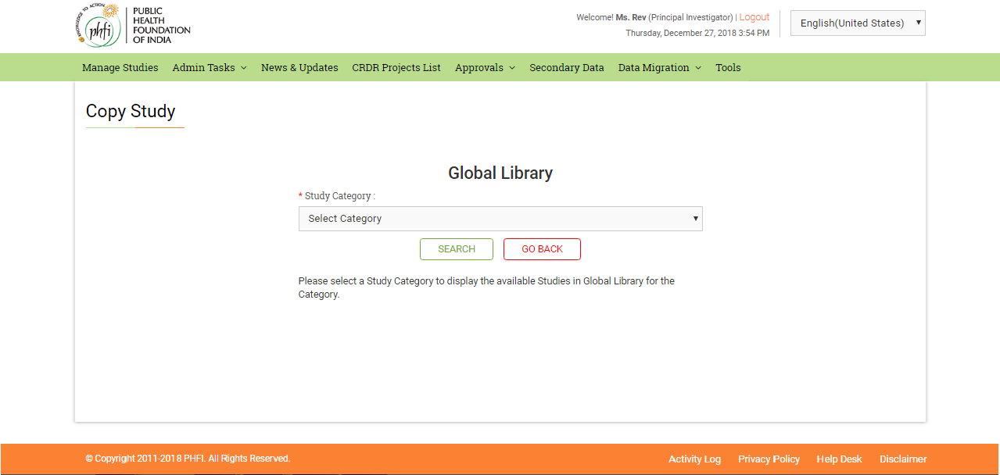 KNOWLEDGE TO ACTION
phfi
PUBLIC
HEALTH
FOUNDATION
OF INDIA
Welcome! Ms. Rev (Principal Investigator) | Logout
Thursday, December 27, 2018 3:54 PM
English(United States)
Manage Studies Admin Tasks News & Updates CRDR Projects List Approvals Secondary Data Data Migration Tools
Copy Study
Global Library
* Study Category :
Select Category
SEARCH GO BACK
Please select a Study Category to display the available Studies in Global Library for the
Category.
© Copyright 2011-2018 PHFI. All Rights Reserved.
Activity Log Privacy Policy Help Desk Disclaimer